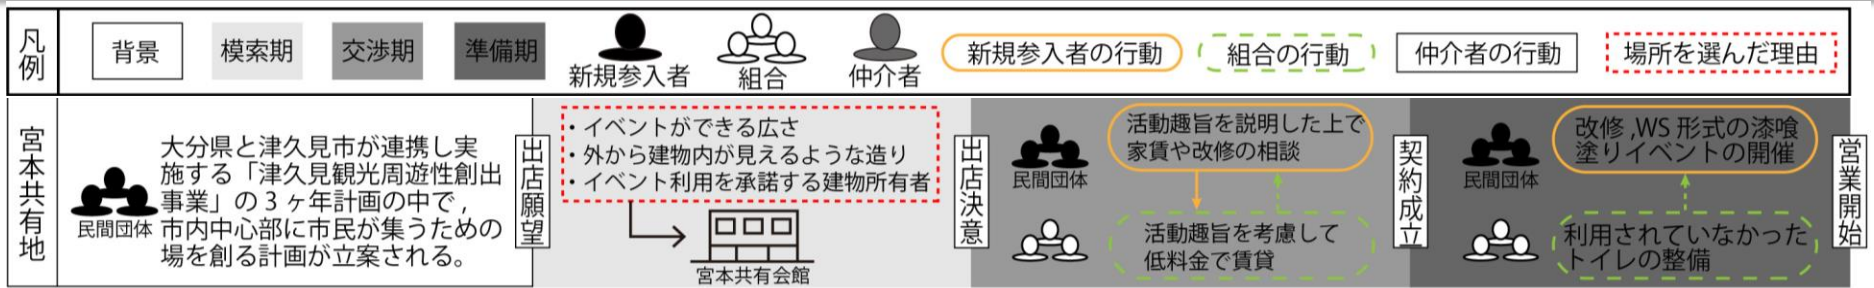 凡例
背景
模索期
交渉期
準備期
新規参入者
組合
仲介者
新規参入者の行動
組合の行動
仲介者の行動
場所を選んだ理由
宮本共有地
民間団体
大分県と津久見市が連携し実
施する「津久見観光周遊性創出
事業」の3ヶ年計画の中で,
市内中心部に市民が集うための
場を創る計画が立案される。
出店願望
・イベントができる広さ
・外から建物内が見えるような造り
・イベント利用を承諾する建物所有者
宮本共有会館
出店決意
民間団体
活動趣旨を説明した上で
家賃や改修の相談
活動趣旨を考慮して
低料金で賃貸
契約成立
民間団体
改修,WS形式の漆喰
塗りイベントの開催
利用されていなかった
トイレの整備
営業開始